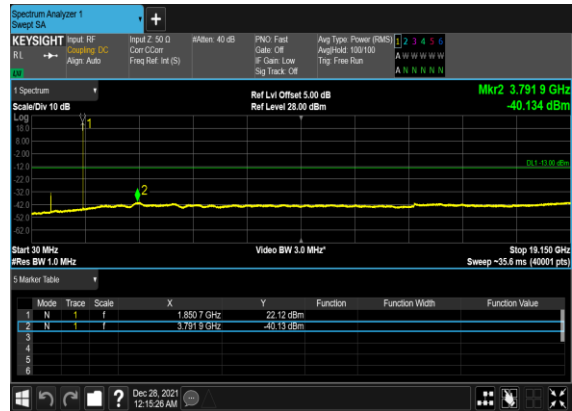 Spectrum Analyzer 1
Swept SA
KEYSIGHT Input: RF Input Z: 50 Ω #Atten: 40 dB PNO: Fast Avg Type: Power (RMS) 1 2 3 4 5 6
RL Coupling: DC Corr CCorr Gate: Off Avg|Hold: 100/100 A W W W W W
Align: Auto Freq Ref: Int (S) IF Gain: Low Trig: Free Run
Sig Track: Off A N N N N N
1 Spectrum Ref Lvl Offset 5.00 dB Mkr2 3.791 9 GHz
Scale/Div 10 dB Ref Level 28.00 dBm -40.134 dBm
Log
18.0
8.00
-2.00
-12.0 DL1 -13.00 dBm
-22.0
-32.0
-42.0
-52.0
-62.0
1
2
Start 30 MHz Video BW 3.0 MHz* Stop 19.150 GHz
#Res BW 1.0 MHz Sweep ~35.6 ms (40001 pts)
5 Marker Table
Mode Trace Scale X Y Function Function Width Function Value
1 N 1 f 1.850 7 GHz 22.12 dBm
2 N 1 f 3.791 9 GHz -40.13 dBm
3
4
5
6
? Dec 28, 2021
12:15:26 AM